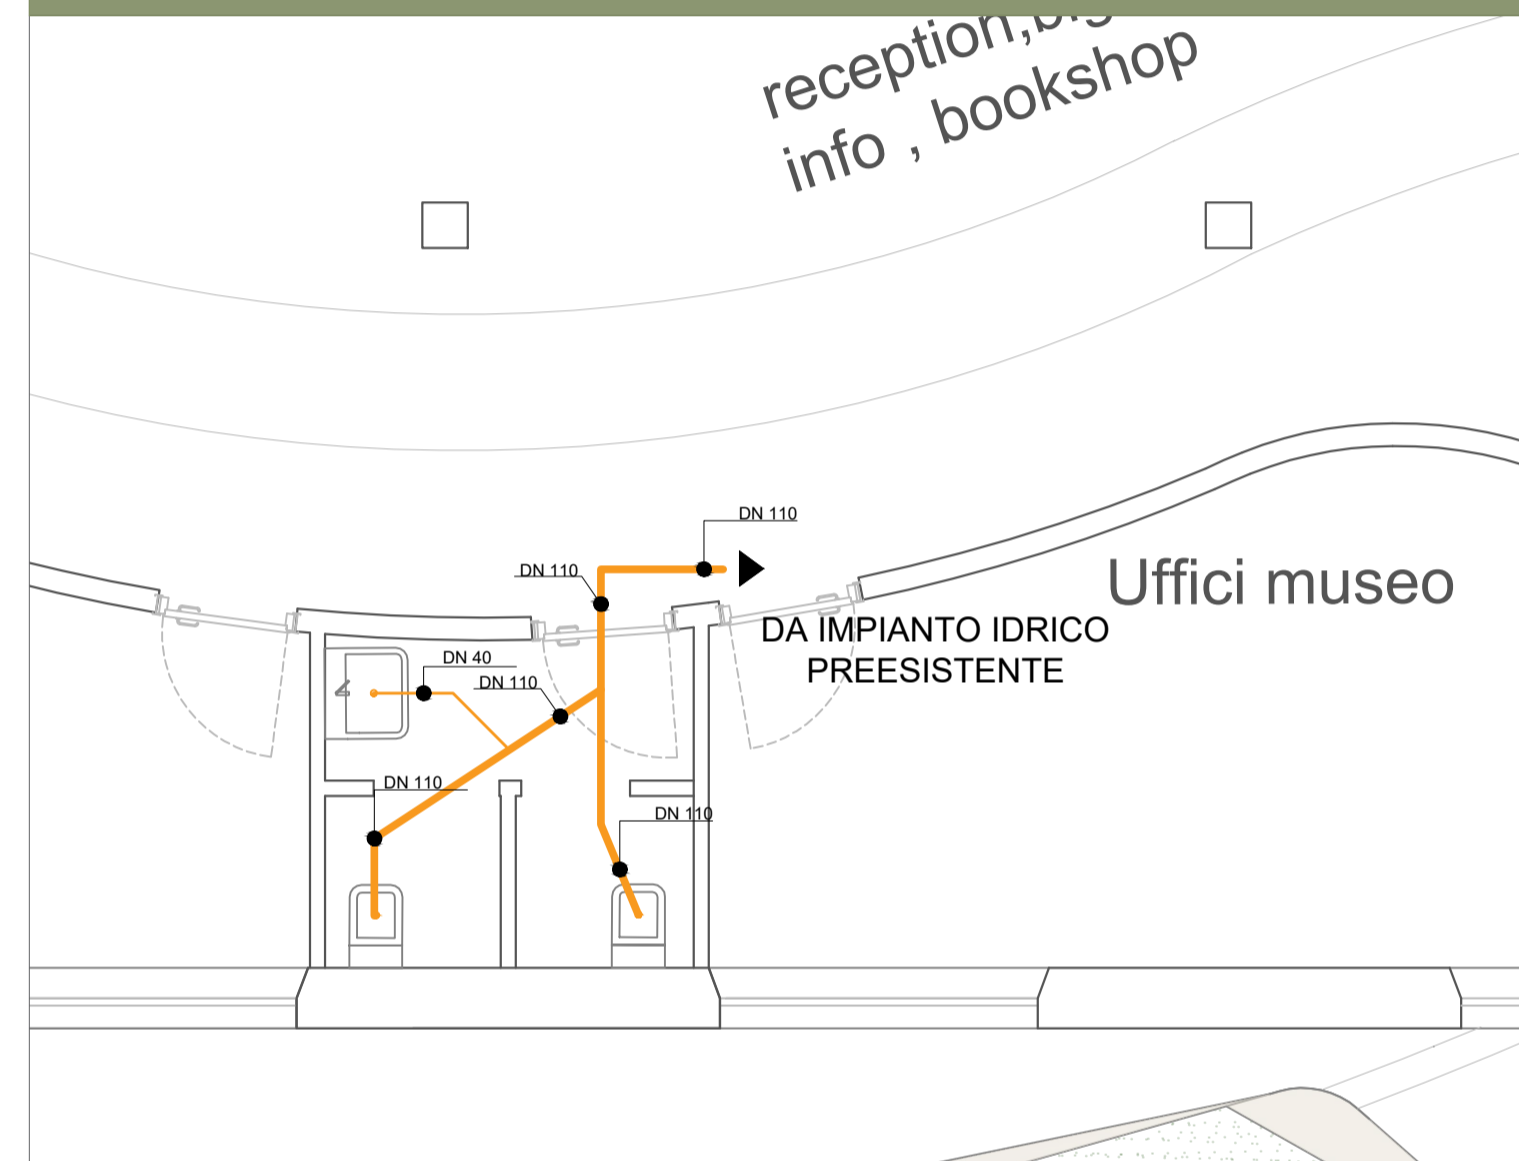 reception,
info , bookshop
DN 110
DN 110
Uffici museo
DA IMPIANTO IDRICO
PREESISTENTE
DN 40
DN 110
DN 110
DN 110